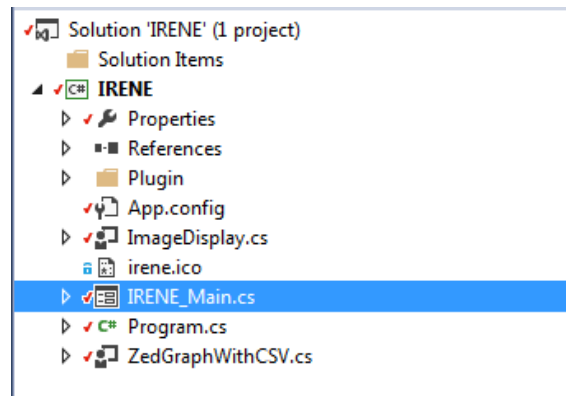 Solution 'IRENE' (1 project)
Solution Items
C# IRENE
Properties
References
Plugin
App.config
ImageDisplay.cs
irene.ico
IRENE_Main.cs
C# Program.cs
ZedGraphWithCSV.cs